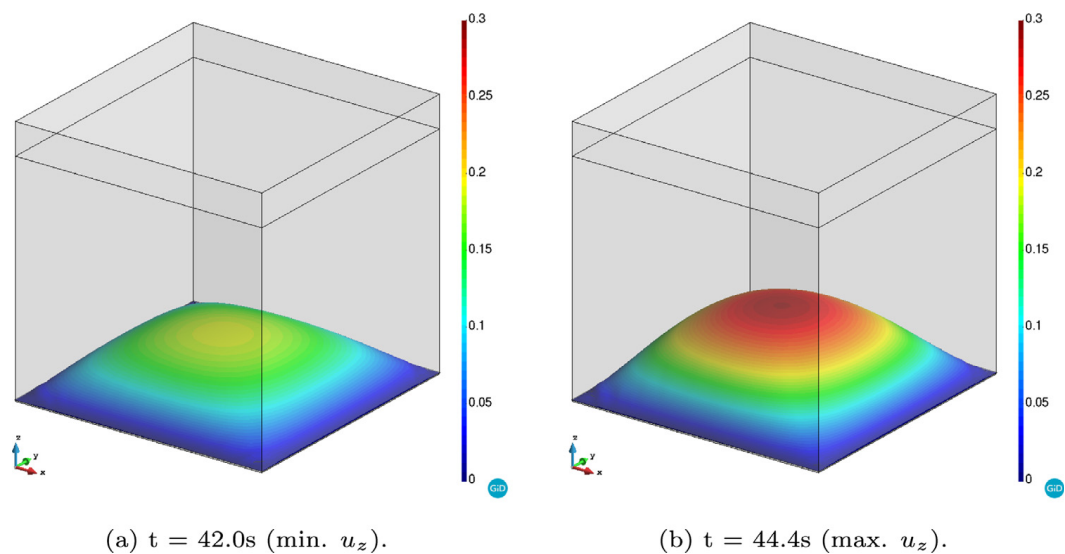 0.3
0.25
0.2
0.15
0.1
0.05
0
z
y
x
GiD
(a) t = 42.0s (min. u_z).
0.3
0.25
0.2
0.15
0.1
0.05
0
z
y
x
GiD
(b) t = 44.4s (max. u_z).